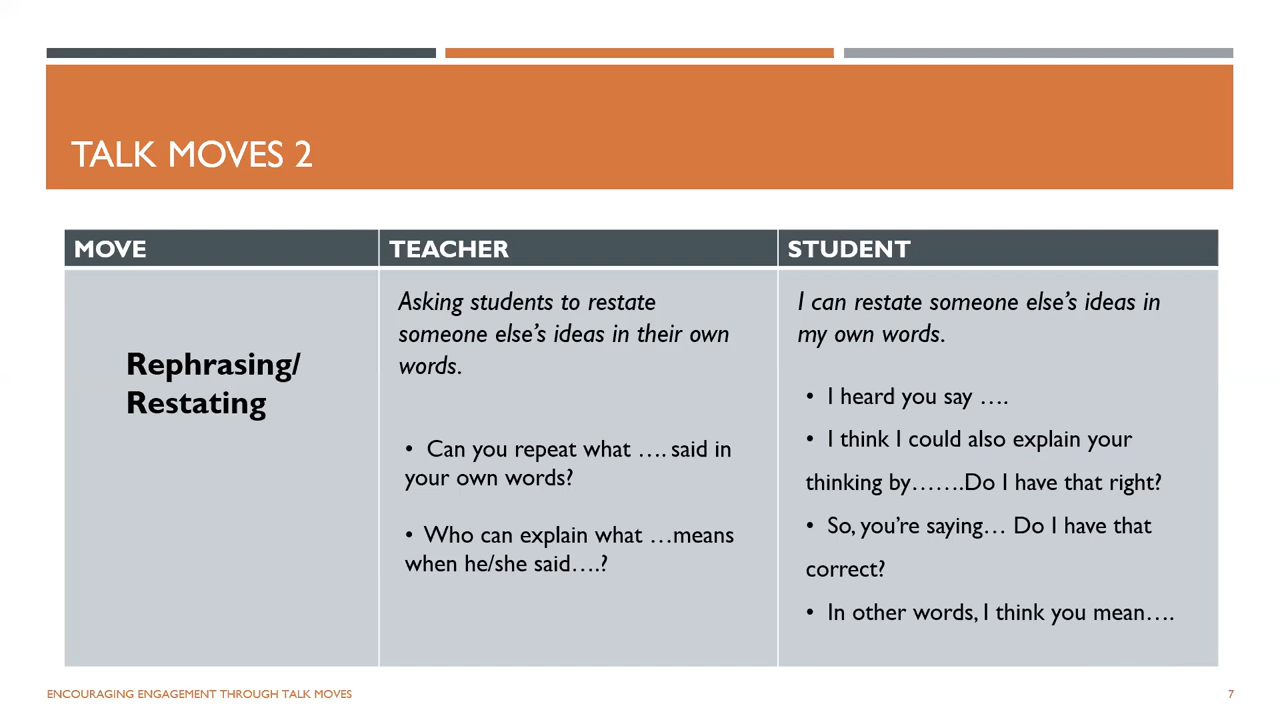 TALK MOVES 2
MOVE
TEACHER
STUDENT
Rephrasing/
Restating
Asking students to restate
someone else’s ideas in their own
words.
• Can you repeat what …. said in
your own words?
• Who can explain what …means
when he/she said….?
I can restate someone else’s ideas in
my own words.
• I heard you say ….
• I think I could also explain your
thinking by…….Do I have that right?
• So, you’re saying… Do I have that
correct?
• In other words, I think you mean….
ENCOURAGING ENGAGEMENT THROUGH TALK MOVES
7